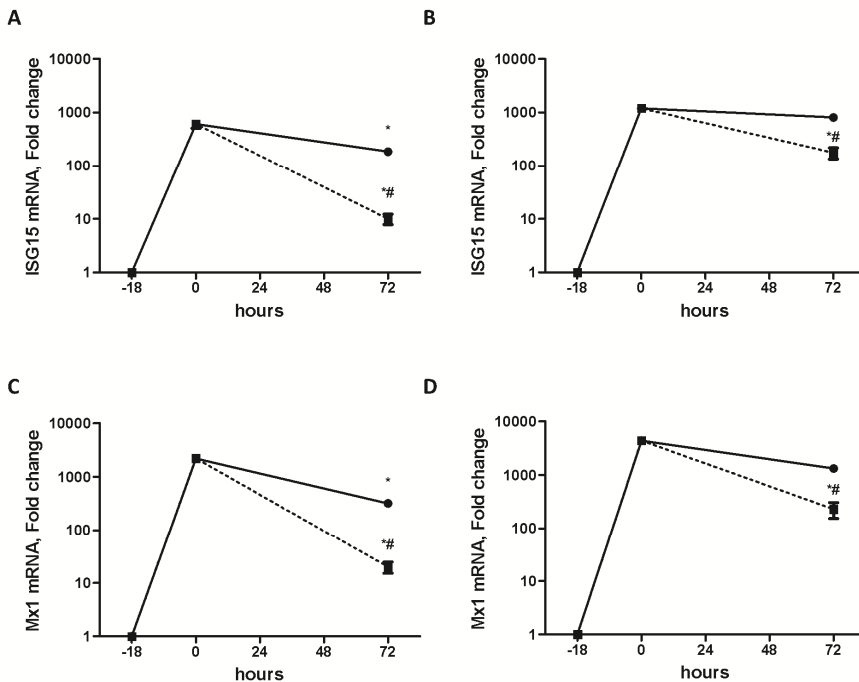 A
ISG15 mRNA, Fold change
10000
1000
100
10
1
*
*#
-18 0 24 48 72
hours
B
ISG15 mRNA, Fold change
10000
1000
100
10
1
*#
-18 0 24 48 72
hours
C
Mx1 mRNA, Fold change
10000
1000
100
10
1
*
*#
-18 0 24 48 72
hours
D
Mx1 mRNA, Fold change
10000
1000
100
10
1
*#
-18 0 24 48 72
hours